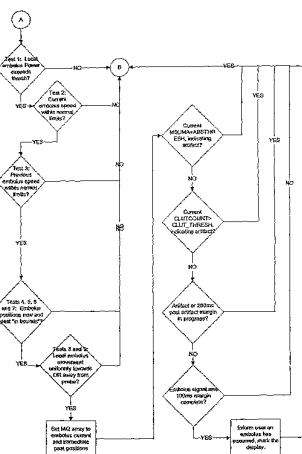 A
Test 1: Local
embolus Power
exceeds
thresh?
NO
B
YES
YES
Test 2:
Current
embolus speed
within normal
limits?
NO
YES
Test 3:
Previous
embolus speed
within normal
limits?
NO
YES
Tests 4, 5, 6
and 7: Embolus
positions now and
past "in bounds"?
NO
YES
Tests 8 and 9:
Local embolus
movement
uniformly towards
OR away from
probe?
YES
Set MQ array to
embolus current
and immediate
past positions
Current
ESH, indicating
artifact?
YES
NO
Current
CLUTCOUNT>
CLUT_THRESH,
indicating artifact?
YES
NO
Artifact or 200ms
post artifact margin
in progress?
YES
NO
Embolus signal and
100ms margin
complete?
NO
YES
Inform user an
embolus has
occurred, mark the
display.